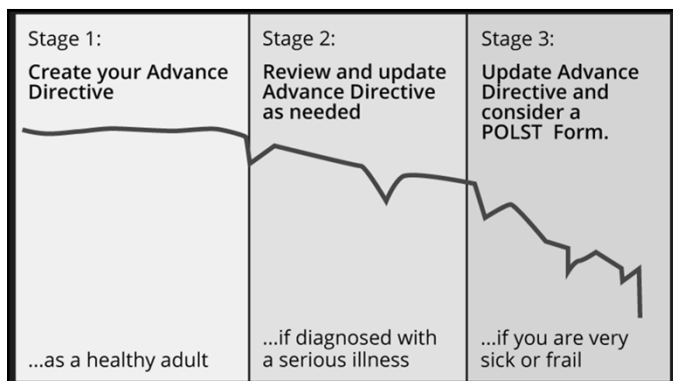 Stage 1:
Create your Advance
Directive
...as a healthy adult
Stage 2:
Review and update
Advance Directive
as needed
...if diagnosed with
a serious illness
Stage 3:
Update Advance
Directive and
consider a
POLST Form.
...if you are very
sick or frail